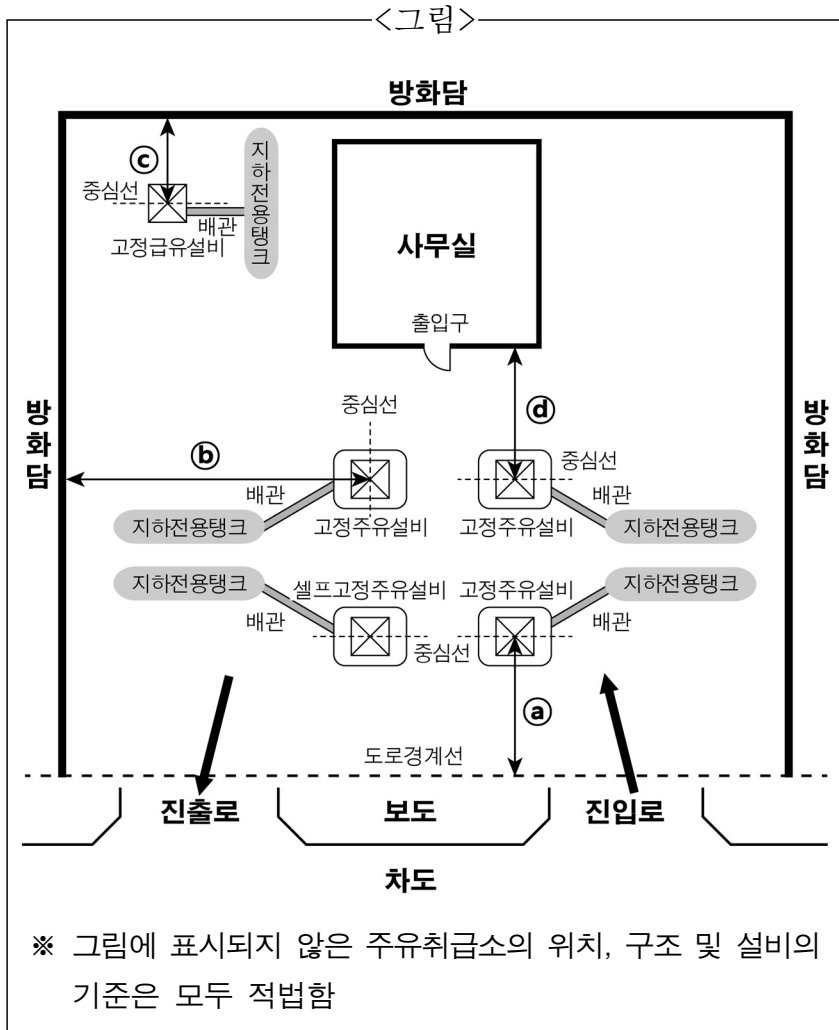 <그림>
방화담
ⓒ
지하전용탱크
중심선
배관
고정급유설비
사무실
출입구
방화담
방화담
중심선
ⓑ
ⓓ
중심선
배관
배관
지하전용탱크
고정주유설비
고정주유설비
지하전용탱크
지하전용탱크
셀프고정주유설비
고정주유설비
지하전용탱크
배관
배관
중심선
ⓐ
도로경계선
진출로
보도
진입로
차도
※ 그림에 표시되지 않은 주유취급소의 위치, 구조 및 설비의
기준은 모두 적법함